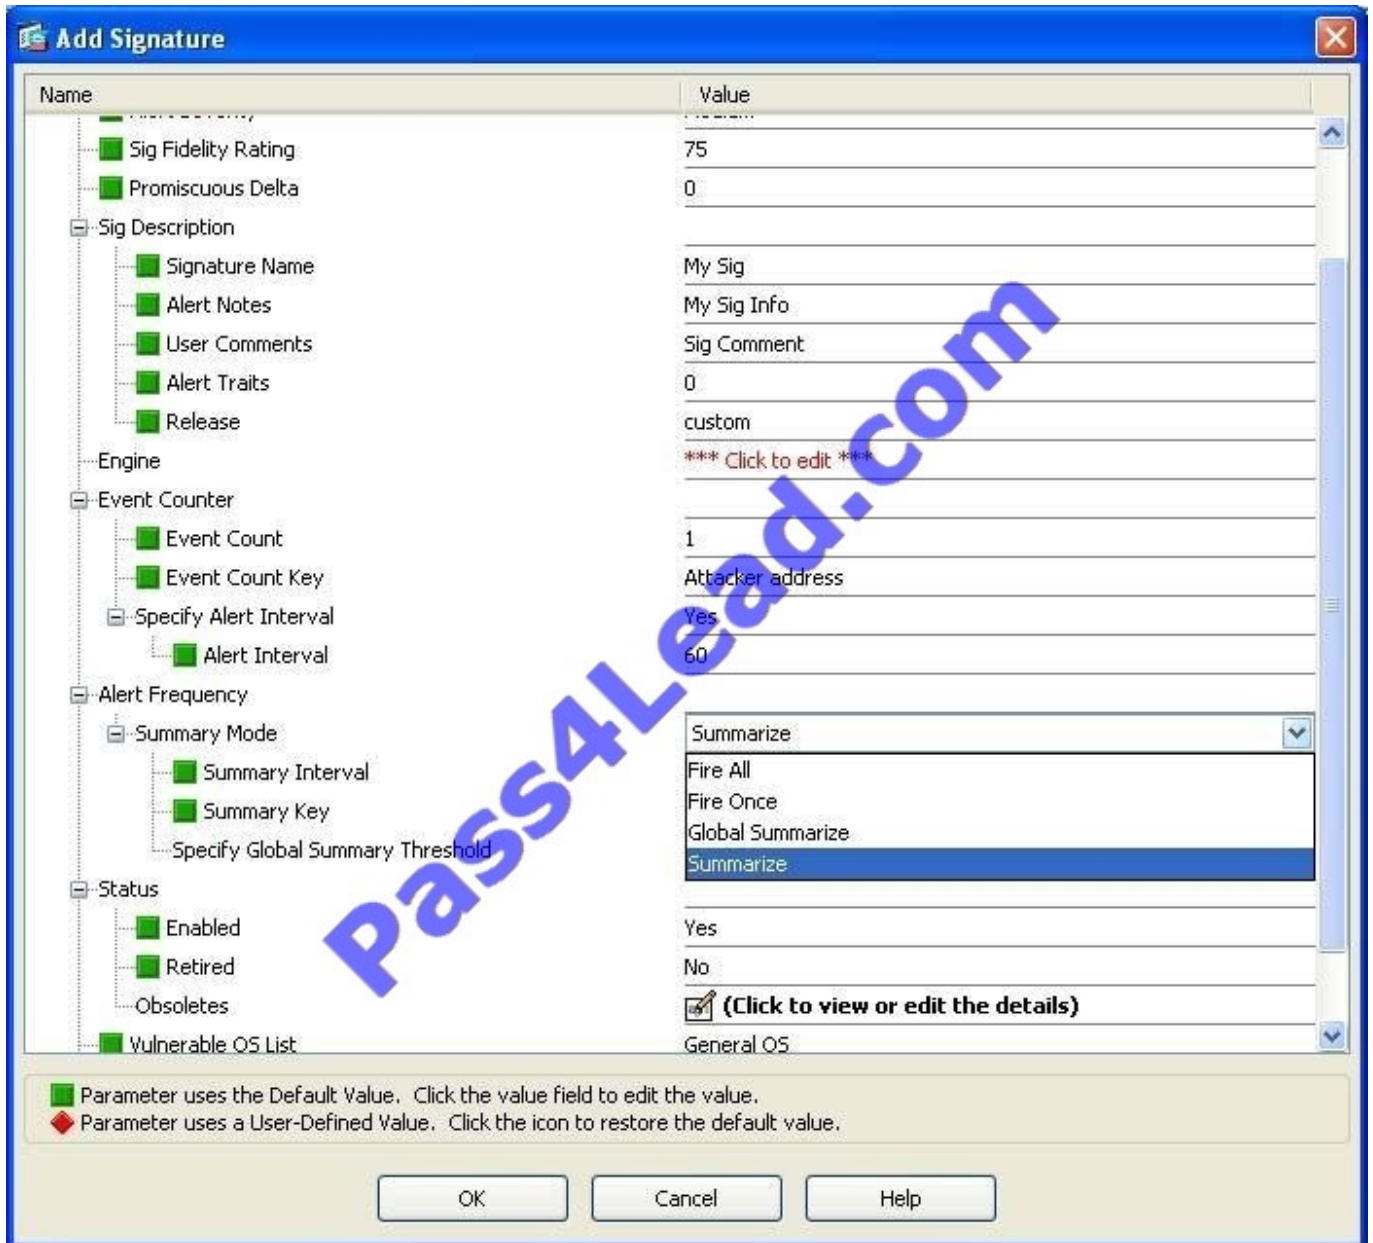 Add Signature
Name Value
Sig Fidelity Rating 75
Promiscuous Delta 0
Sig Description
Signature Name My Sig
Alert Notes My Sig Info
User Comments Sig Comment
Alert Traits 0
Release custom
Engine *** Click to edit ***
Event Counter
Event Count 1
Event Count Key Attacker address
Specify Alert Interval Yes
Alert Interval 60
Alert Frequency
Summary Mode Summarize
Summary Interval Fire All
Fire Once
Summary Key
Global Summarize
Specify Global Summary Threshold
Summarize
Status
Enabled Yes
Retired No
Obsoletes (Click to view or edit the details)
Vulnerable OS List General OS
Parameter uses the Default Value. Click the value field to edit the value.
Parameter uses a User-Defined Value. Click the icon to restore the default value.
OK Cancel Help
Pass4Lead.com